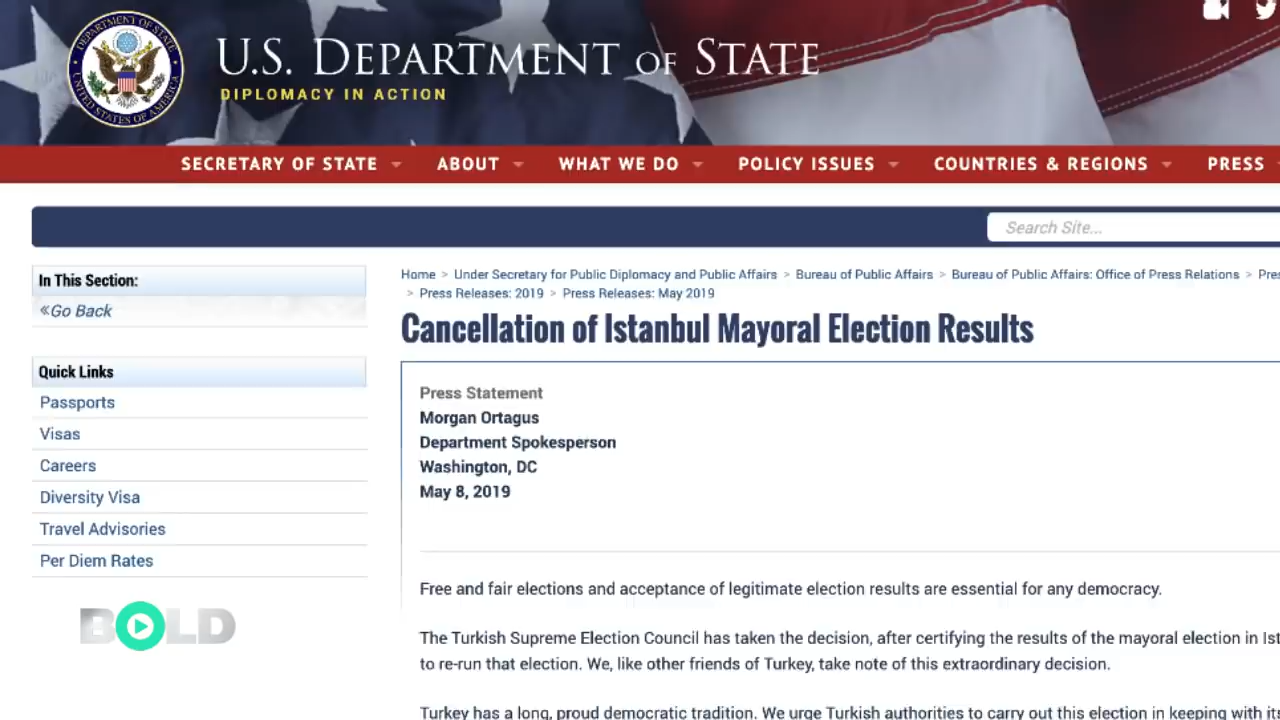 DEPARTMENT OF STATE
UNITED STATES OF AMERICA
U.S. DEPARTMENT OF STATE
DIPLOMACY IN ACTION
SECRETARY OF STATE ABOUT WHAT WE DO POLICY ISSUES COUNTRIES & REGIONS PRESS
Search Site...
In This Section:
«Go Back
Quick Links
Passports
Visas
Careers
Diversity Visa
Travel Advisories
Per Diem Rates
BOLD
Home > Under Secretary for Public Diplomacy and Public Affairs > Bureau of Public Affairs > Bureau of Public Affairs: Office of Press Relations >
> Press Releases: 2019 > Press Releases: May 2019
Cancellation of Istanbul Mayoral Election Results
Press Statement
Morgan Ortagus
Department Spokesperson
Washington, DC
May 8, 2019
Free and fair elections and acceptance of legitimate election results are essential for any democracy.
The Turkish Supreme Election Council has taken the decision, after certifying the results of the mayoral election in
to re-run that election. We, like other friends of Turkey, take note of this extraordinary decision.
Turkey has a long, proud democratic tradition. We urge Turkish authorities to carry out this election in keeping with